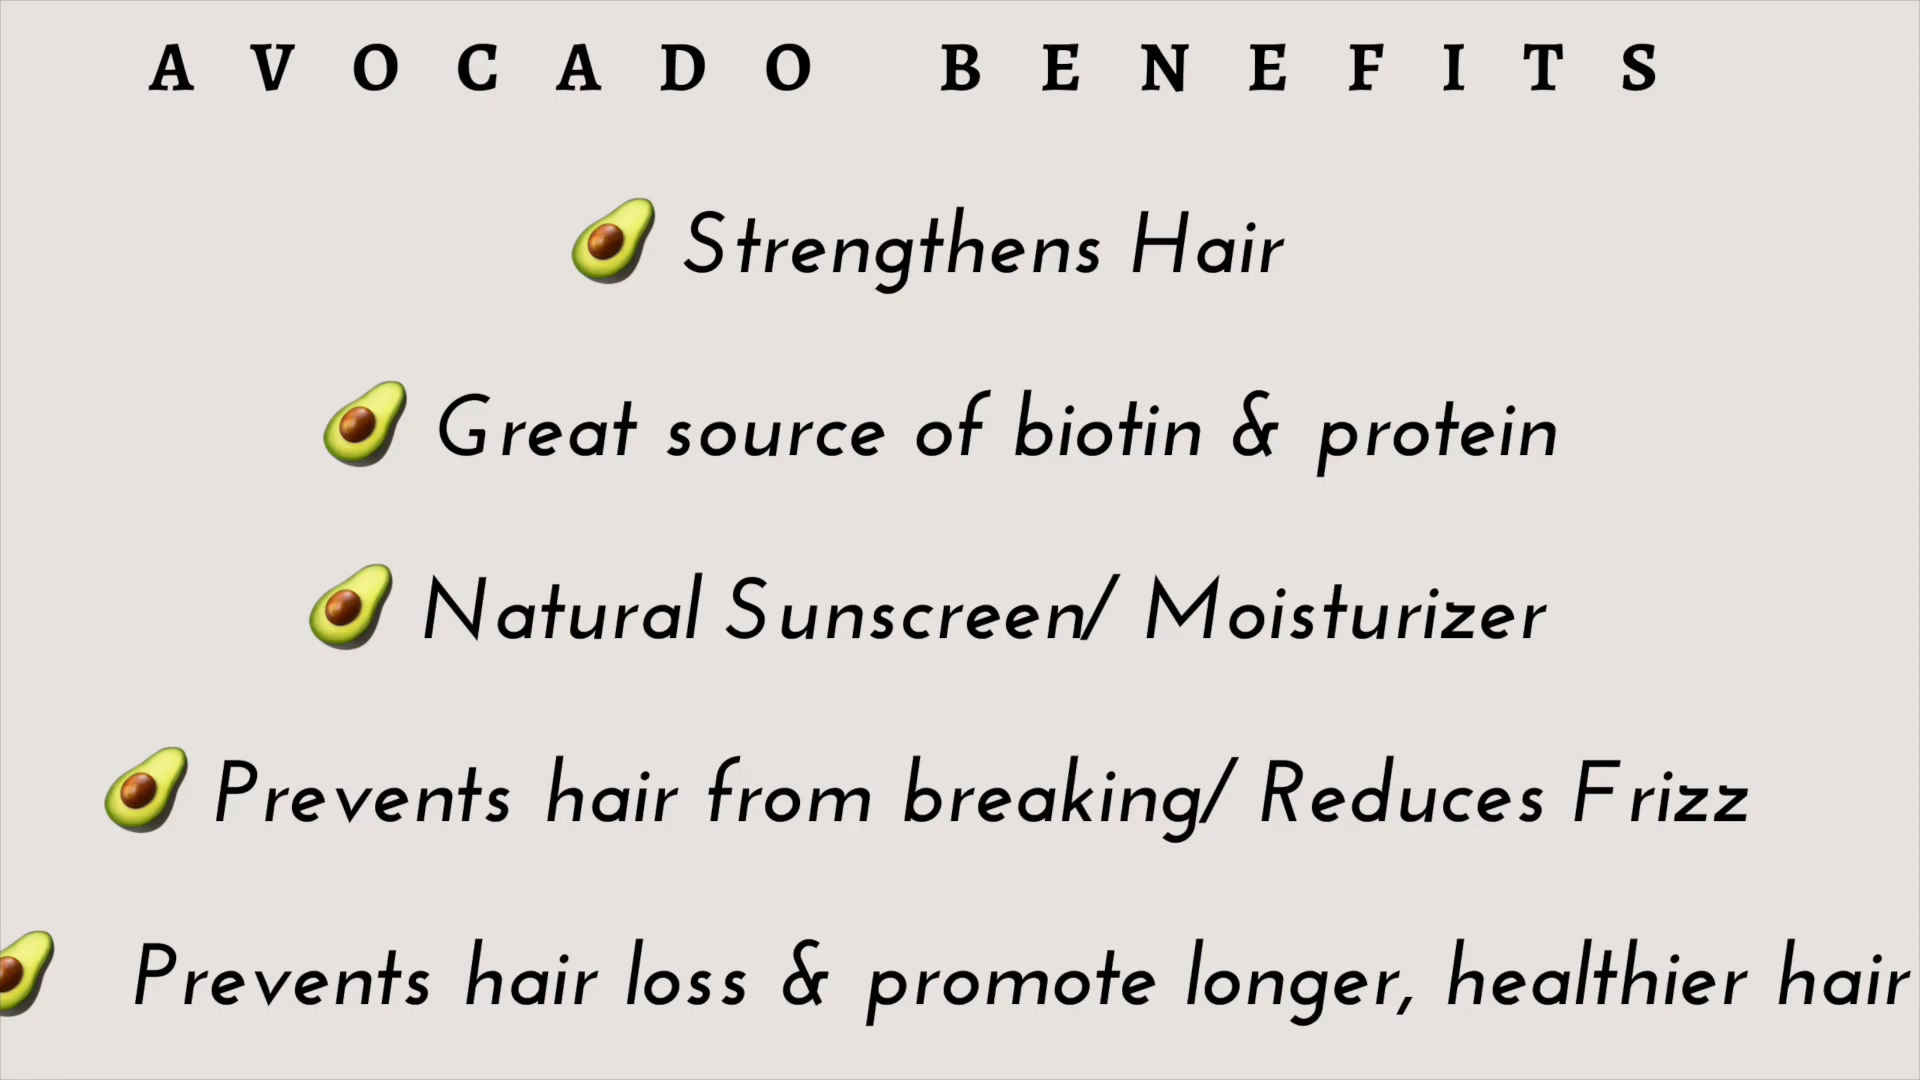 AVOCADO BENEFITS
🥑 Strengthens Hair
🥑 Great source of biotin & protein
🥑 Natural Sunscreen/ Moisturizer
🥑 Prevents hair from breaking/ Reduces Frizz
🥑 Prevents hair loss & promote longer, healthier hair